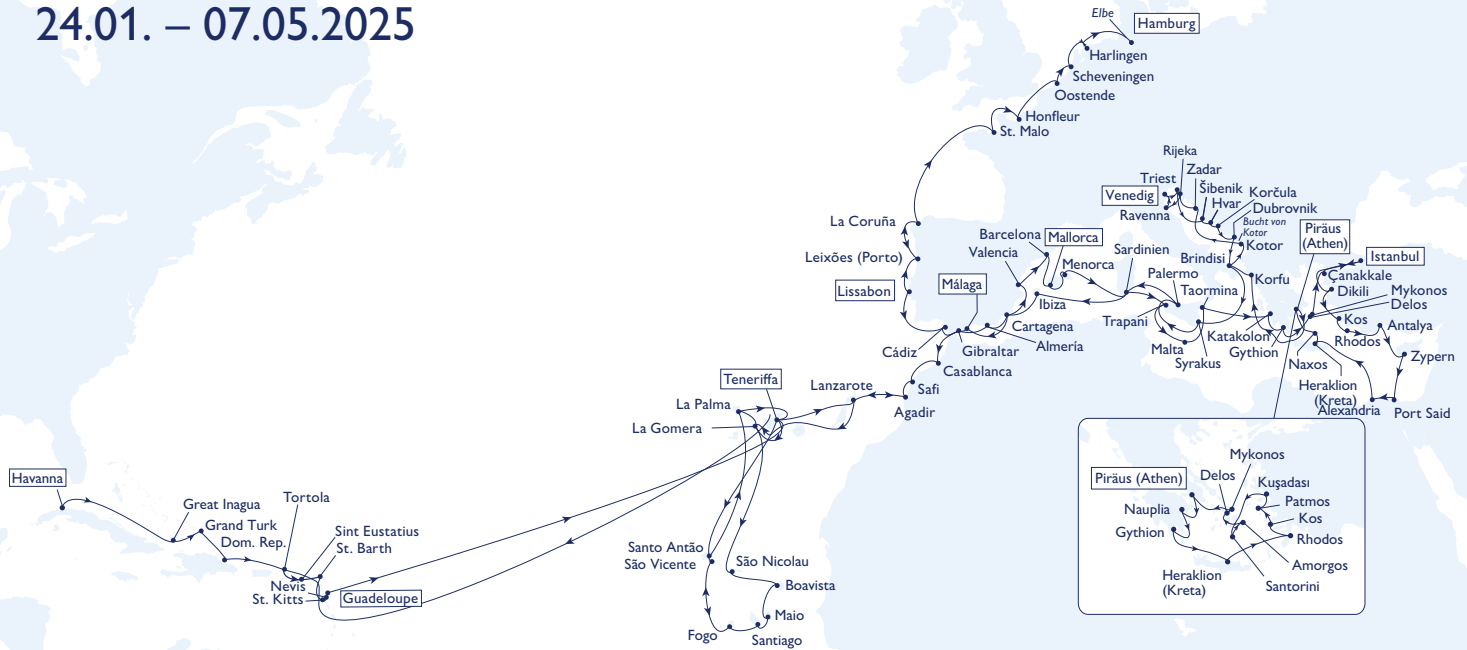 24.01. – 07.05.2025
Elbe
Hamburg
Harlingen
Scheveningen
Oostende
Honfleur
St. Malo
La Coruña
Leixões (Porto)
Lissabon
Málaga
Cádiz
Gibraltar
Casablanca
Safi
Agadir
Lanzarote
Almería
Cartagena
Ibiza
Valencia
Barcelona
Mallorca
Menorca
Sardinien
Palermo
Taormina
Trapani
Malta
Syrakus
Rijeka
Triest
Zadar
Venedig
Ravenna
Šibenik
Hvar
Korčula
Dubrovnik
Bucht von
Kotor
Kotor
Brindisi
Korfu
Katakolon
Gythion
Piräus
(Athen)
Istanbul
Çanakkale
Dikili
Mykonos
Delos
Kos
Rhodos
Antalya
Zypern
Naxos
Heraklion
(Kreta)
Alexandria
Port Said
Teneriffa
La Palma
La Gomera
Havanna
Great Inagua
Grand Turk
Dom. Rep.
Tortola
Sint Eustatius
St. Barth
Nevis
St. Kitts
Guadeloupe
Santo Antão
São Vicente
São Nicolau
Boavista
Maio
Santiago
Fogo
Mykonos
Delos
Piräus (Athen)
Kuşadası
Patmos
Kos
Nauplia
Gythion
Rhodos
Amorgos
Santorini
Heraklion
(Kreta)